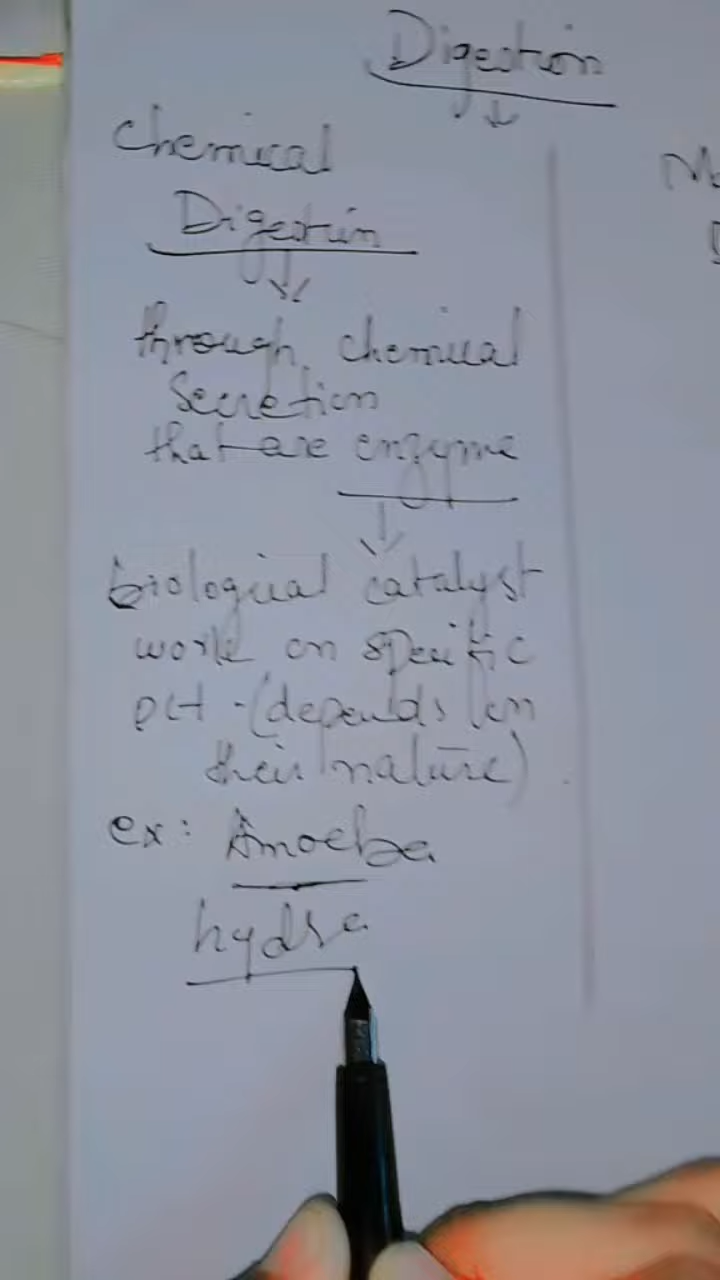 Digestion
Chemical
Digestion
through chemical
Secretion
that are enzyme
biological catalyst
work on specific
pH - (depends on
their nature)
ex: Amoeba
hydra